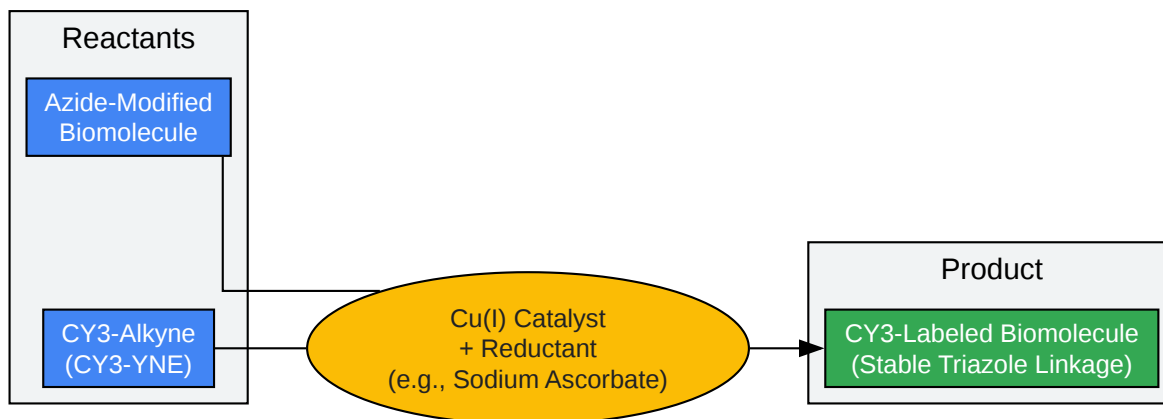 Reactants
Azide-Modified
Biomolecule
CY3-Alkyne
(CY3-YNE)
Cu(I) Catalyst
+ Reductant
(e.g., Sodium Ascorbate)
Product
CY3-Labeled Biomolecule
(Stable Triazole Linkage)